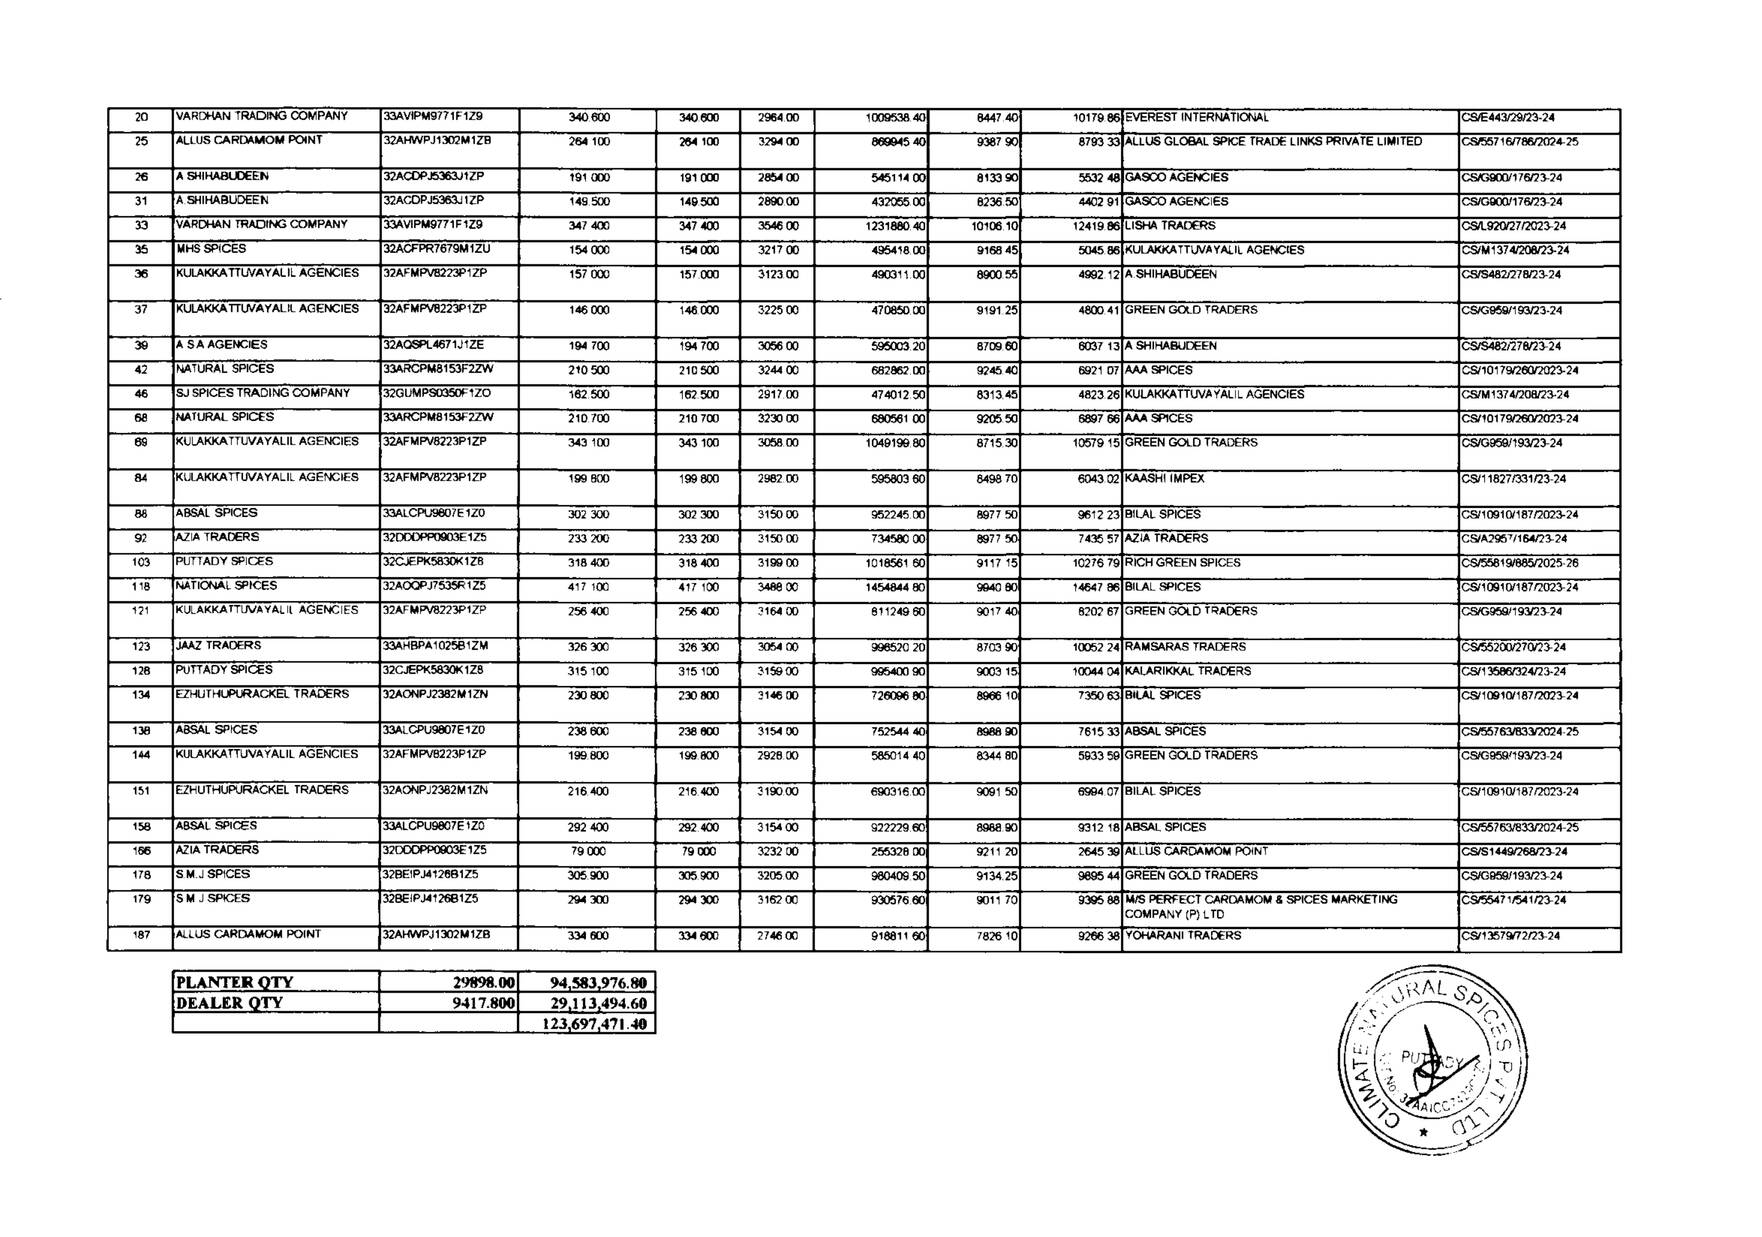 20 VARDHAN TRADING COMPANY 33AVIPM9771F1Z9 340.600 340.600 2964.00 1009538.40 8447.40 10179.86 EVEREST INTERNATIONAL CS/E443/29/23-24
25 ALLUS CARDAMOM POINT 32AHWPJ1302M1ZB 264 100 264 100 3294 00 869945 40 9387 90 8793 33 ALLUS GLOBAL SPICE TRADE LINKS PRIVATE LIMITED CS/55716/786/2024-25
26 A SHIHABUDEEN 32ACDPJ5363J1ZP 191 000 191 000 2854 00 545114 00 8133 90 5532 48 GASCO AGENCIES CS/G900/176/23-24
31 A SHIHABUDEEN 32ACDPJ5363J1ZP 149.500 149 500 2890.00 432055.00 8236.50 4402 91 GASCO AGENCIES CS/G900/176/23-24
33 VARDHAN TRADING COMPANY 33AVIPM9771F1Z9 347 400 347 400 3546 00 1231880.40 10106.10 12419 86 LISHA TRADERS CS/L920/27/2023-24
35 MHS SPICES 32ACFPR7679M1ZU 154 000 154 000 3217 00 495418.00 9168 45 5045 86 KULAKKATTUVAYALIL AGENCIES CS/M1374/208/23-24
36 KULAKKATTUVAYALIL AGENCIES 32AFMPV8223P1ZP 157 000 157.000 3123.00 490311.00 8900.55 4992.12 A SHIHABUDEEN CS/S482/278/23-24
37 KULAKKATTUVAYALIL AGENCIES 32AFMPV8223P1ZP 146 000 146.000 3225 00 470850.00 9191.25 4800 41 GREEN GOLD TRADERS CS/G959/193/23-24
39 A S A AGENCIES 32AQSPL4671J1ZE 194 700 194 700 3056 00 595003.20 8709.60 6037 13 A SHIHABUDEEN CS/S482/278/23-24
42 NATURAL SPICES 33ARCPM8153F2ZW 210 500 210 500 3244 00 682862.00 9245.40 6921 07 AAA SPICES CS/10179/260/2023-24
46 SJ SPICES TRADING COMPANY 32GUMPS0350F1ZO 162.500 162.500 2917.00 474012.50 8313.45 4823.26 KULAKKATTUVAYALIL AGENCIES CS/M1374/208/23-24
68 NATURAL SPICES 33ARCPM8153F2ZW 210.700 210 700 3230 00 680561 00 9205.50 6897 66 AAA SPICES CS/10179/260/2023-24
69 KULAKKATTUVAYALIL AGENCIES 32AFMPV8223P1ZP 343 100 343 100 3058.00 1049199.80 8715.30 10579 15 GREEN GOLD TRADERS CS/G959/193/23-24
84 KULAKKATTUVAYALIL AGENCIES 32AFMPV8223P1ZP 199 800 199 800 2982.00 595803 60 8498 70 6043.02 KAASHI IMPEX CS/11827/331/23-24
88 ABSAL SPICES 33ALCPU9807E1Z0 302 300 302 300 3150 00 952245.00 8977 50 9612 23 BILAL SPICES CS/10910/187/2023-24
92 AZIA TRADERS 32DDDPP0903E1Z5 233 200 233 200 3150 00 734580 00 8977 50 7435 57 AZIA TRADERS CS/A2957/164/23-24
103 PUTTADY SPICES 32CJEPK5830K1Z8 318 400 318 400 3199 00 1018561 60 9117 15 10276 79 RICH GREEN SPICES CS/55819/885/2025-26
118 NATIONAL SPICES 32AOQPJ7535R1Z5 417 100 417 100 3488 00 1454844 80 9940 80 14647 86 BILAL SPICES CS/10910/187/2023-24
121 KULAKKATTUVAYALIL AGENCIES 32AFMPV8223P1ZP 256 400 256 400 3164 00 811249 60 9017 40 8202 67 GREEN GOLD TRADERS CS/G959/193/23-24
123 JAAZ TRADERS 33AHBPA1025B1ZM 326 300 326 300 3054 00 996520 20 8703 90 10052 24 RAMSARAS TRADERS CS/55200/270/23-24
128 PUTTADY SPICES 32CJEPK5830K1Z8 315 100 315 100 3159 00 995400 90 9003 15 10044 04 KALARIKKAL TRADERS CS/13586/324/23-24
134 EZHUTHUPURACKEL TRADERS 32AONPJ2382M1ZN 230 800 230 800 3146 00 726096 80 8966 10 7350 63 BILAL SPICES CS/10910/187/2023-24
138 ABSAL SPICES 33ALCPU9807E1Z0 238 600 238 600 3154 00 752544 40 8988 90 7615 33 ABSAL SPICES CS/55763/833/2024-25
144 KULAKKATTUVAYALIL AGENCIES 32AFMPV8223P1ZP 199.800 199.800 2928.00 585014 40 8344 80 5933 59 GREEN GOLD TRADERS CS/G959/193/23-24
151 EZHUTHUPURACKEL TRADERS 32AONPJ2382M1ZN 216.400 216.400 3190.00 690316.00 9091 50 6994.07 BILAL SPICES CS/10910/187/2023-24
158 ABSAL SPICES 33ALCPU9807E1Z0 292 400 292.400 3154 00 922229.60 8988.90 9312 18 ABSAL SPICES CS/55763/833/2024-25
166 AZIA TRADERS 32DDDPP0903E1Z5 79 000 79 000 3232 00 255328 00 9211 20 2645 39 ALLUS CARDAMOM POINT CS/S1449/268/23-24
178 S M.J SPICES 32BEIPJ4126B1Z5 305.900 305.900 3205.00 980409.50 9134.25 9895 44 GREEN GOLD TRADERS CS/G959/193/23-24
179 S M J SPICES 32BEIPJ4126B1Z5 294 300 294 300 3162 00 930576.60 9011 70 9395 88 M/S PERFECT CARDAMOM & SPICES MARKETING COMPANY (P) LTD CS/55471/541/23-24
187 ALLUS CARDAMOM POINT 32AHWPJ1302M1ZB 334 600 334 600 2746 00 918811 60 7826 10 9266 38 YOHARANI TRADERS CS/13579/72/23-24
PLANTER QTY 29898.00 94,583,976.80
DEALER QTY 9417.800 29,113,494.60
123,697,471.40
CLIMATE NATURAL SPICES PVT. LTD
PUTTADY